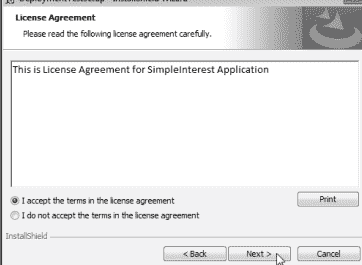 License Agreement
Please read the following license agreement carefully.
This is License Agreement for SimpleInterest Application
I accept the terms in the license agreement
Print
I do not accept the terms in the license agreement
InstallShield
< Back
Next >
Cancel